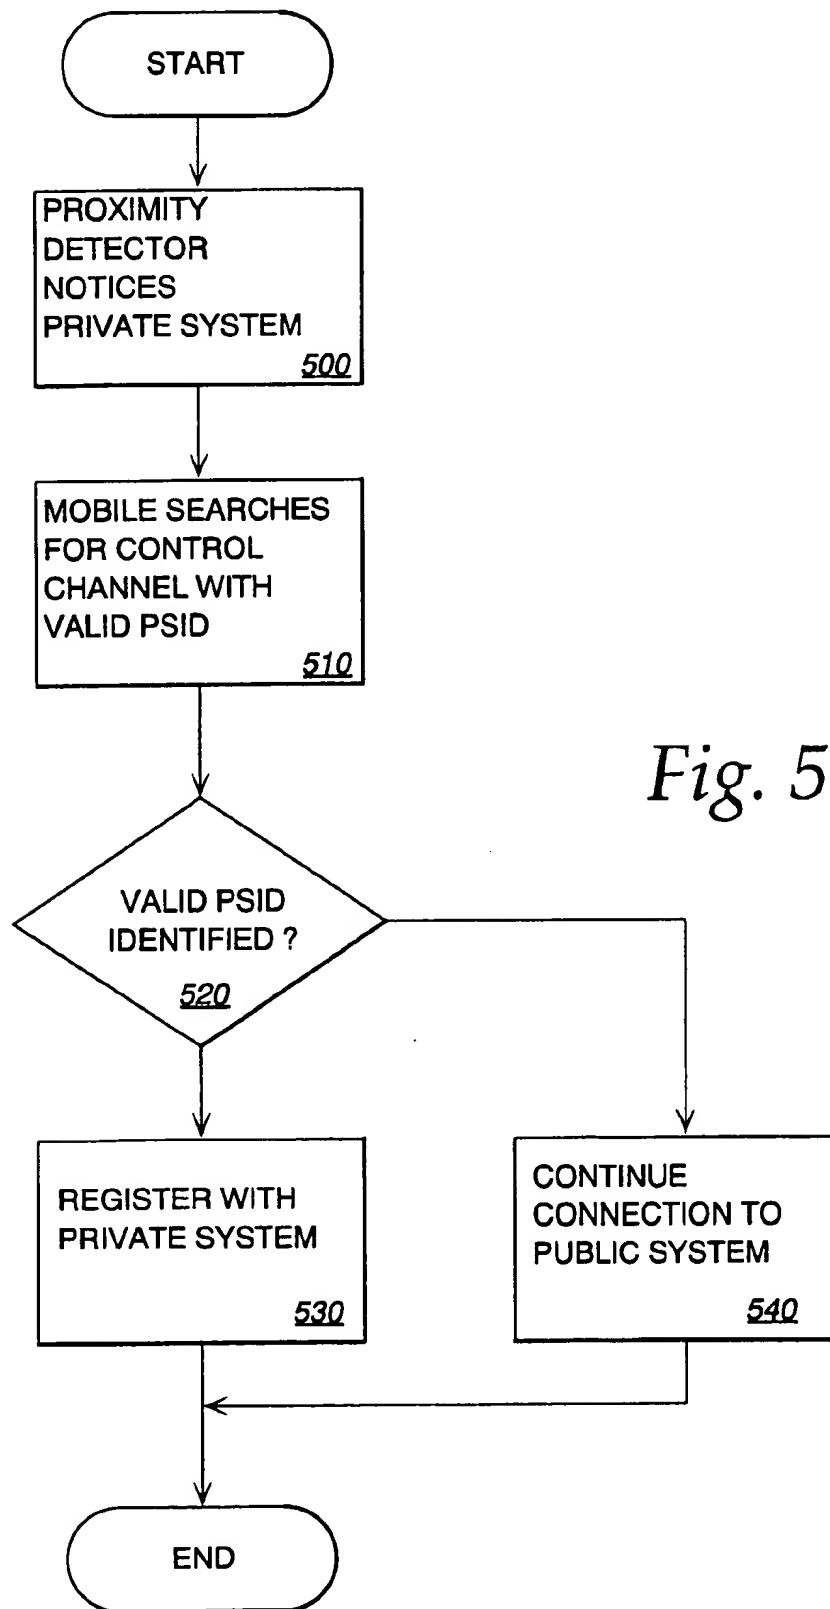 START
PROXIMITY
DETECTOR
NOTICES
PRIVATE SYSTEM
500
MOBILE SEARCHES
FOR CONTROL
CHANNEL WITH
VALID PSID
510
Fig. 5
VALID PSID
IDENTIFIED ?
520
REGISTER WITH
PRIVATE SYSTEM
530
CONTINUE
CONNECTION TO
PUBLIC SYSTEM
540
END